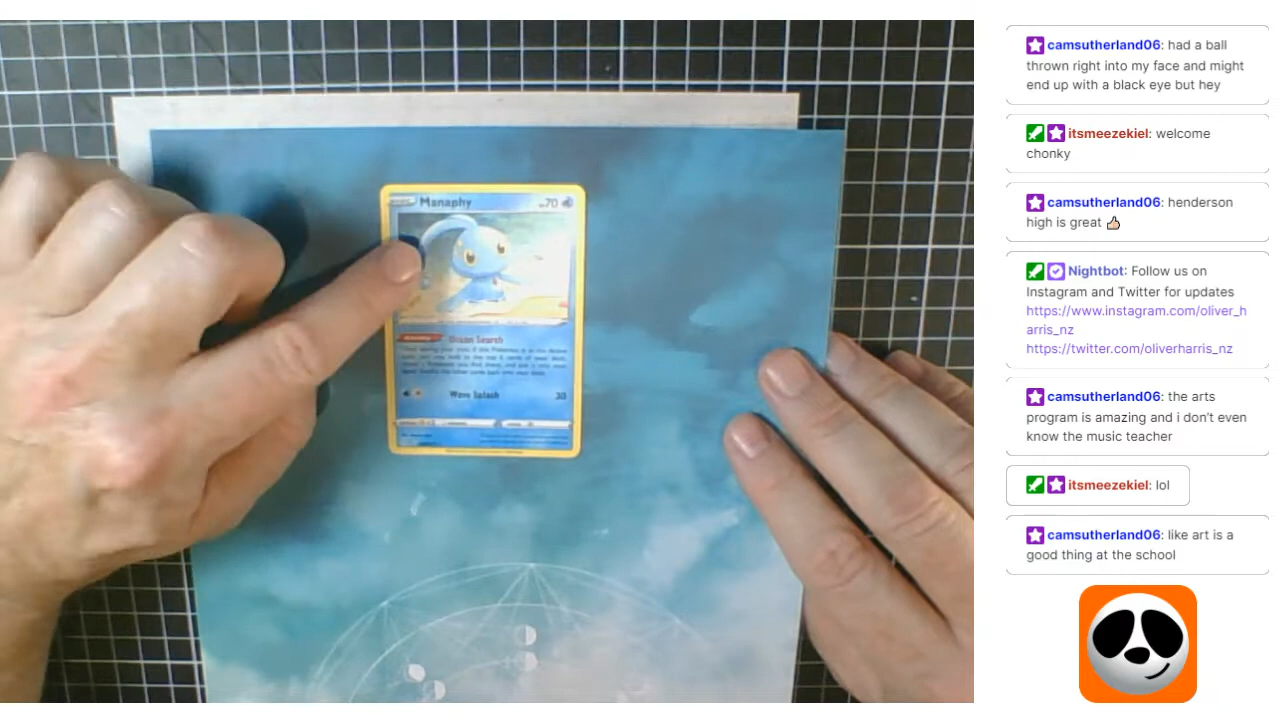 Manaphy
70
Ocean Search
Wave Splash
30
camsutherland06: had a ball
thrown right into my face and might
end up with a black eye but hey
itsmeezekiel: welcome
chonky
camsutherland06: henderson
high is great 👍🏻
Nightbot: Follow us on
Instagram and Twitter for updates
https://www.instagram.com/oliver_h
arris_nz
https://twitter.com/oliverharris_nz
camsutherland06: the arts
program is amazing and i don't even
know the music teacher
itsmeezekiel: lol
camsutherland06: like art is a
good thing at the school